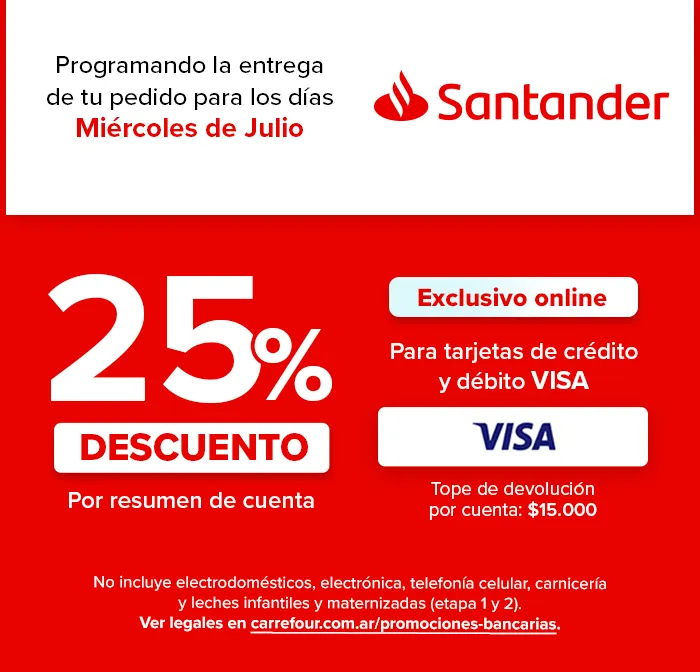 Programando la entrega
de tu pedido para los días
Miércoles de Julio
Santander
25%
DESCUENTO
Por resumen de cuenta
Exclusivo online
Para tarjetas de crédito
y débito VISA
VISA
Tope de devolución
por cuenta: $15.000
No incluye electrodomésticos, electrónica, telefonía celular, carnicería
y leches infantiles y maternizadas (etapa 1 y 2).
Ver legales en carrefour.com.ar/promociones-bancarias.